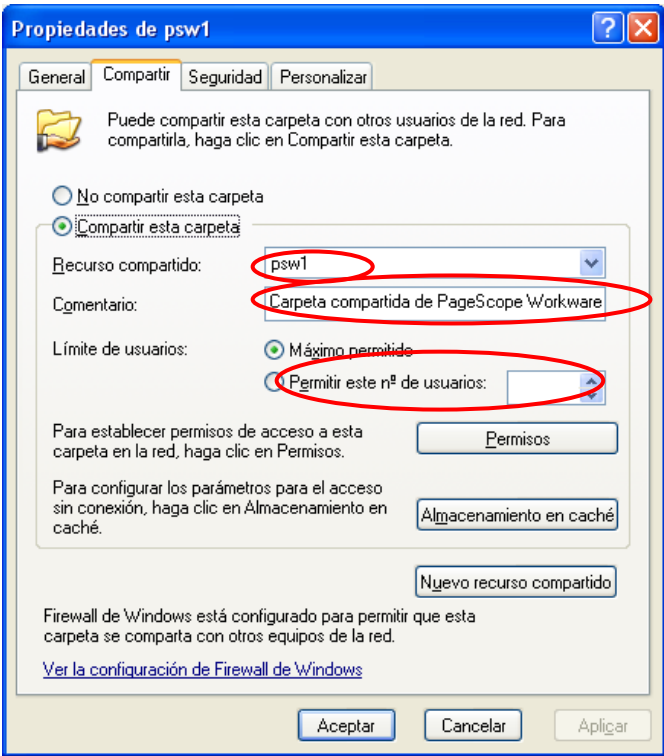 Propiedades de psw1
General Compartir Seguridad Personalizar
Puede compartir esta carpeta con otros usuarios de la red. Para
compartirla, haga clic en Compartir esta carpeta.
No compartir esta carpeta
Compartir esta carpeta
Recurso compartido: psw1
Comentario: Carpeta compartida de PageScope Workware
Límite de usuarios: Máximo permitido
Permitir este nº de usuarios:
Para establecer permisos de acceso a esta
carpeta en la red, haga clic en Permisos.
Permisos
Para configurar los parámetros para el acceso
sin conexión, haga clic en Almacenamiento en
caché.
Almacenamiento en caché
Nuevo recurso compartido
Firewall de Windows está configurado para permitir que esta
carpeta se comparta con otros equipos de la red.
Ver la configuración de Firewall de Windows
Aceptar Cancelar Aplicar